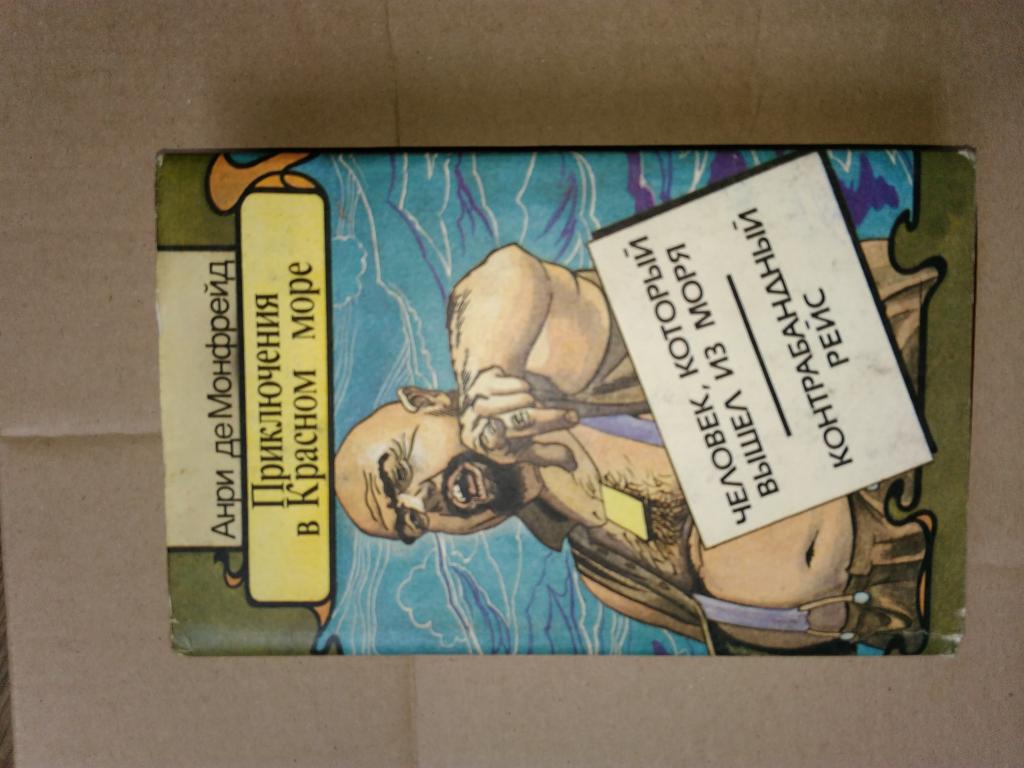 Анри де Монфрейд
Приключения
в Красном море
ЧЕЛОВЕК, КОТОРЫЙ
ВЫШЕЛ ИЗ МОРЯ
КОНТРАБАНДНЫЙ
РЕЙС